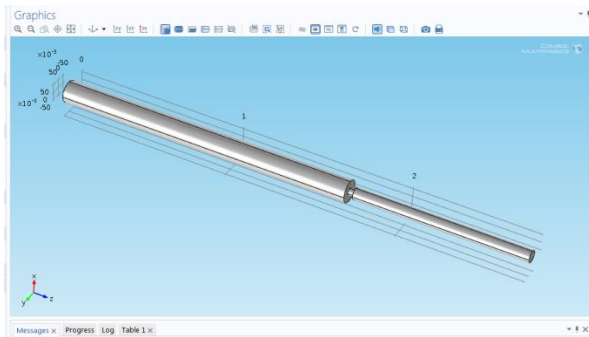 Graphics
COMSOL
MULTIPHYSICS
×10⁻³
0
50
50
0
50
×10⁻³
0
-50
1
2
x
y
z
Messages × Progress Log Table 1 ×